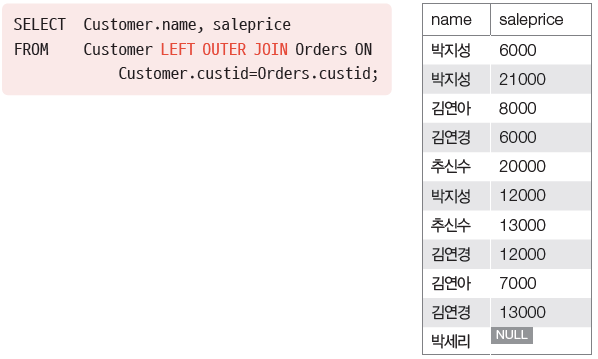 SELECT Customer.name, saleprice
FROM Customer LEFT OUTER JOIN Orders ON
Customer.custid=Orders.custid;
name saleprice
박지성 6000
박지성 21000
김연아 8000
김연경 6000
추신수 20000
박지성 12000
추신수 13000
김연경 12000
김연아 7000
김연경 13000
박세리 NULL